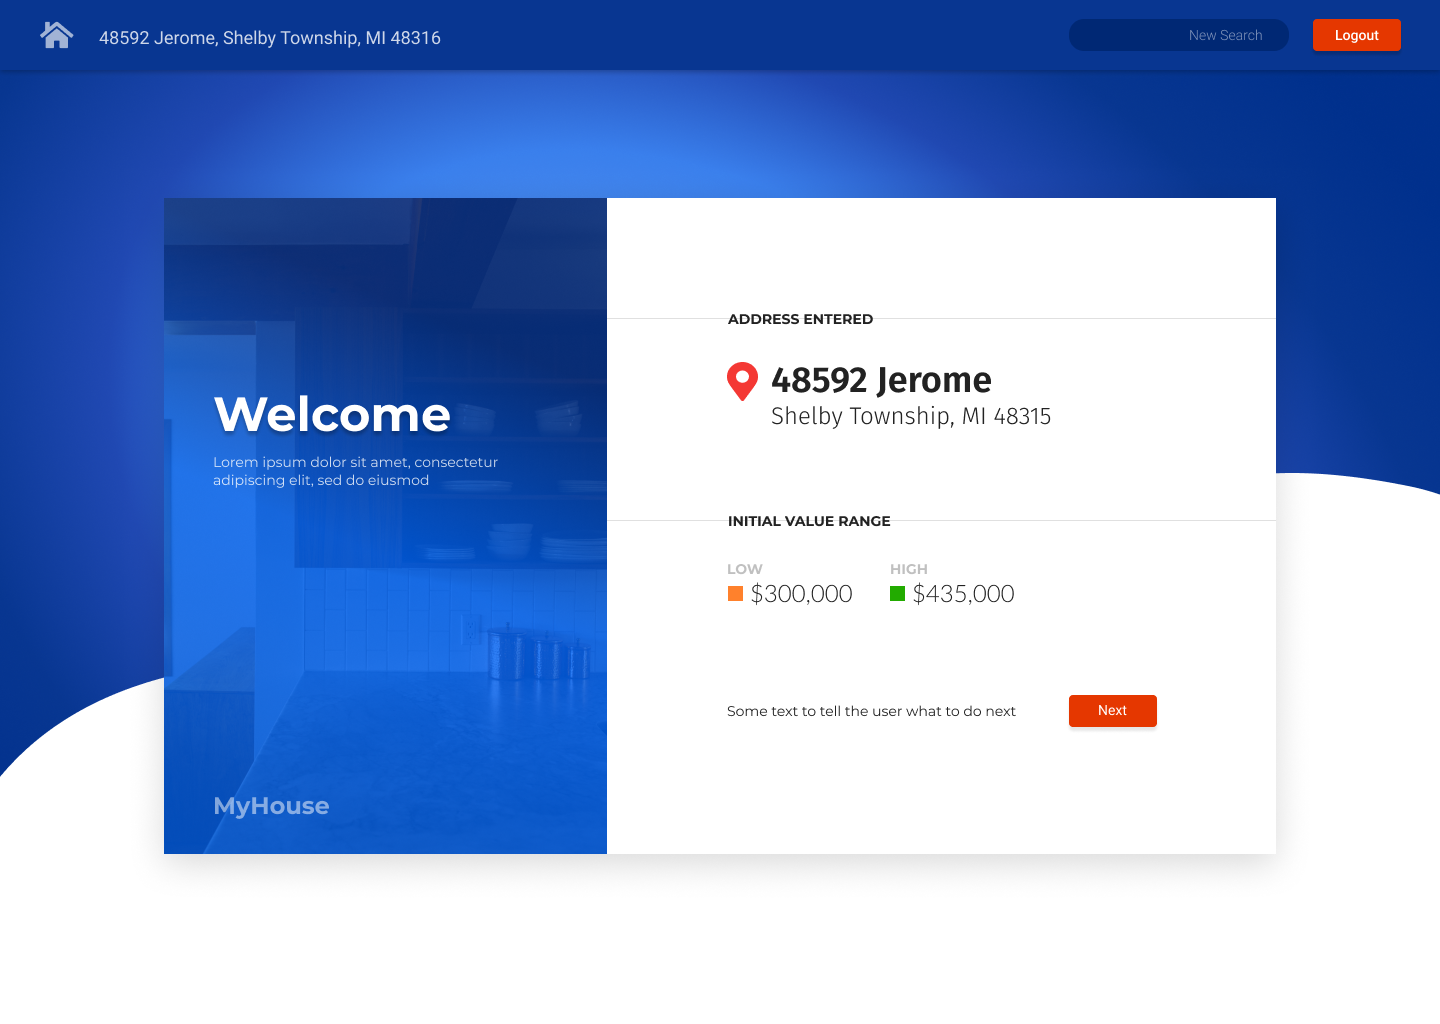 48592 Jerome, Shelby Township, MI 48316
New Search
Logout
Welcome
Lorem ipsum dolor sit amet, consectetur
adipiscing elit, sed do eiusmod
MyHouse
ADDRESS ENTERED
48592 Jerome
Shelby Township, MI 48315
INITIAL VALUE RANGE
LOW
$300,000
HIGH
$435,000
Some text to tell the user what to do next
Next